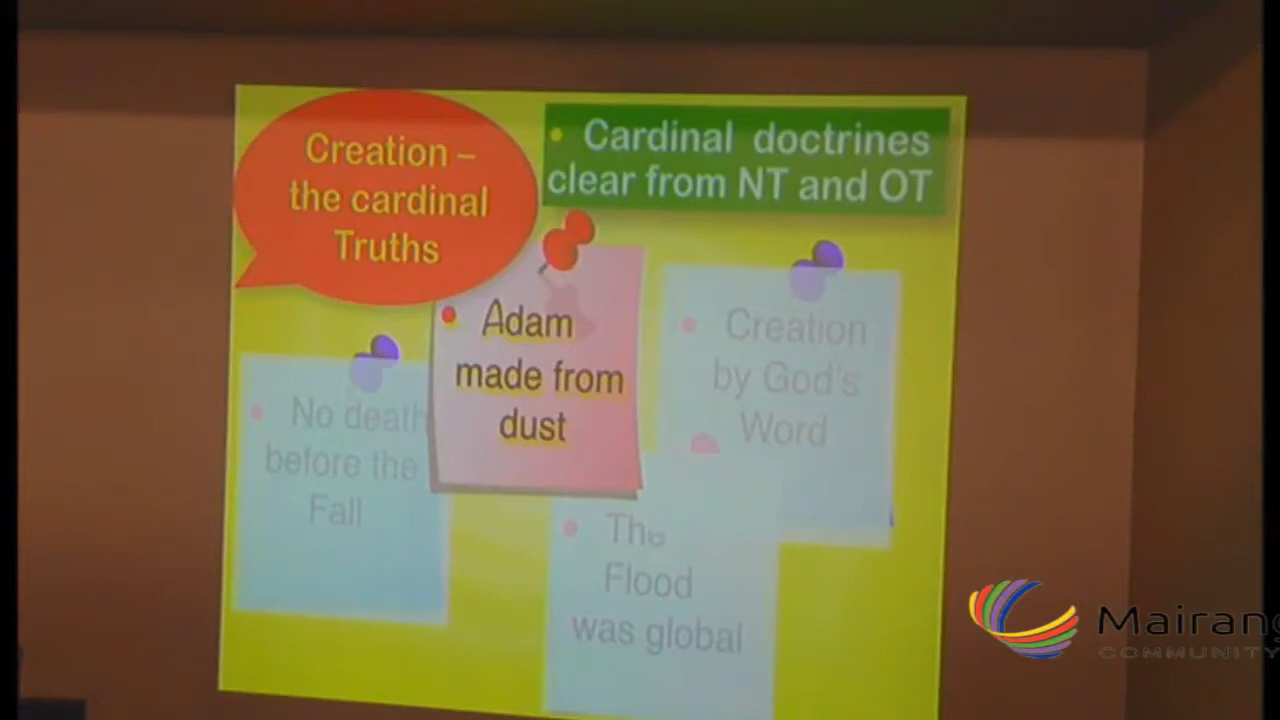 Creation –
the cardinal
Truths
• Cardinal doctrines
clear from NT and OT
• Adam
made from
dust
• Creation
by God's
Word
• No death
before the
Fall
• The
Flood
was global
Mairang
COMMUNITY